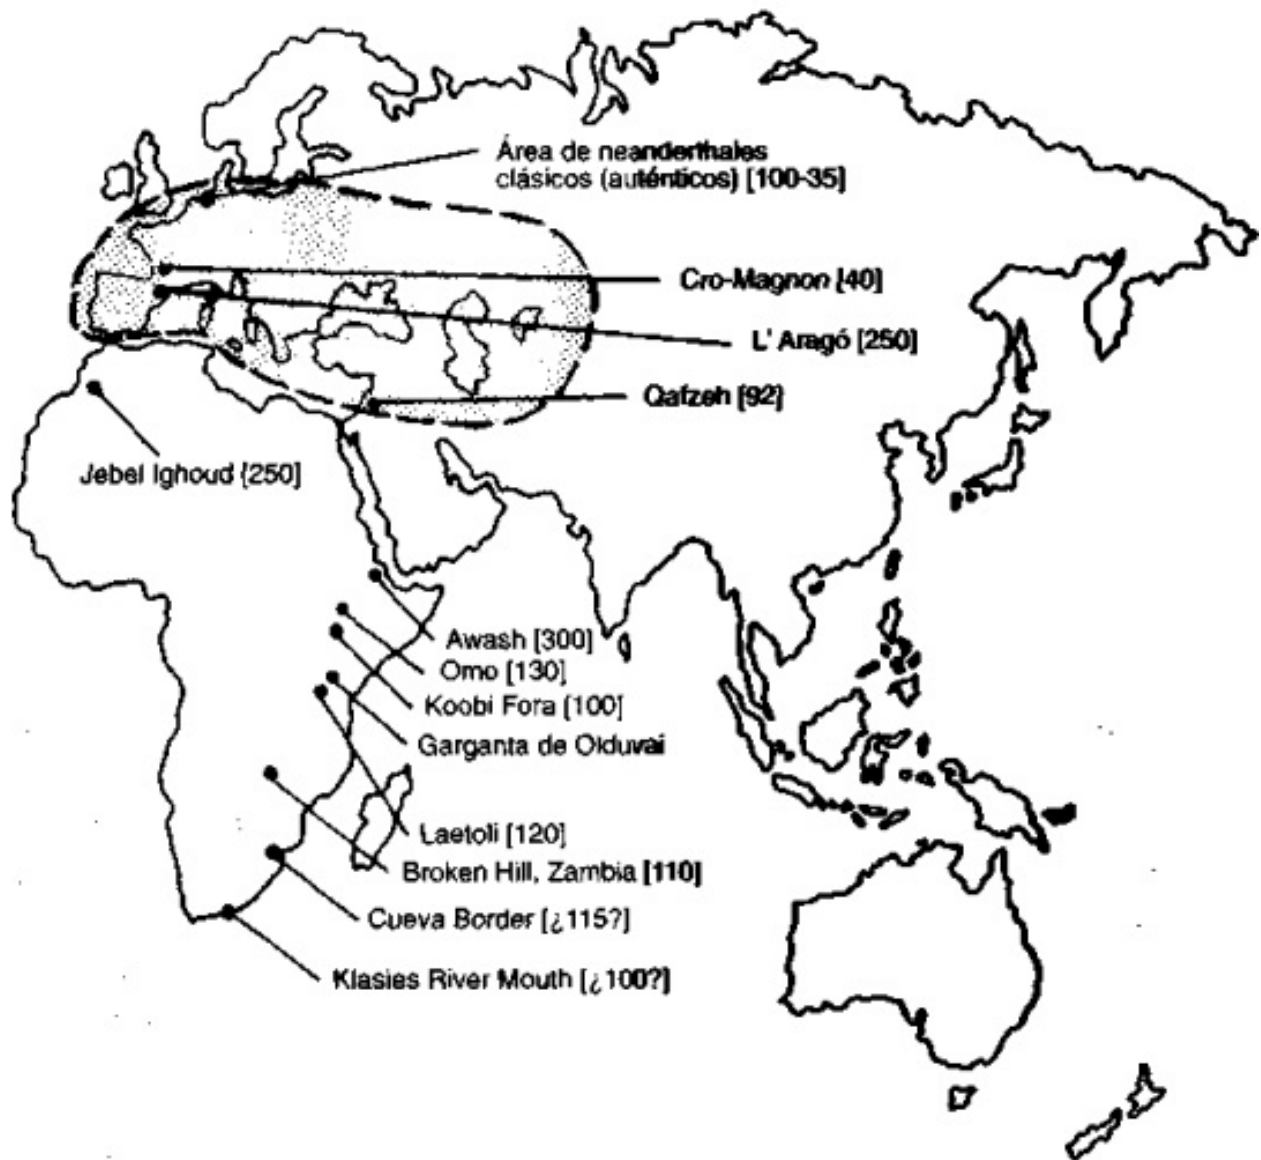 Área de neanderthales
clásicos (auténticos) [100-35]
Cro-Magnon [40]
L' Aragó [250]
Qafzeh [92]
Jebel Ighoud [250]
Awash [300]
Omo [130]
Koobi Fora [100]
Garganta de Olduvai
Laetoli [120]
Broken Hill, Zambia [110]
Cueva Border [¿115?]
Klasies River Mouth [¿100?]